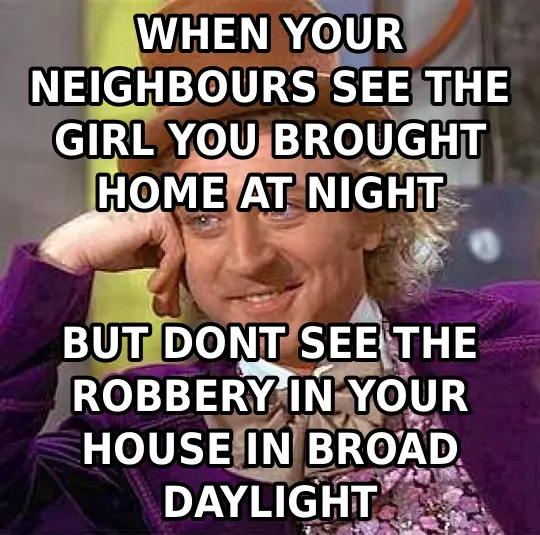 WHEN YOUR
NEIGHBOURS SEE THE
GIRL YOU BROUGHT
HOME AT NIGHT
BUT DONT SEE THE
ROBBERY IN YOUR
HOUSE IN BROAD
DAYLIGHT